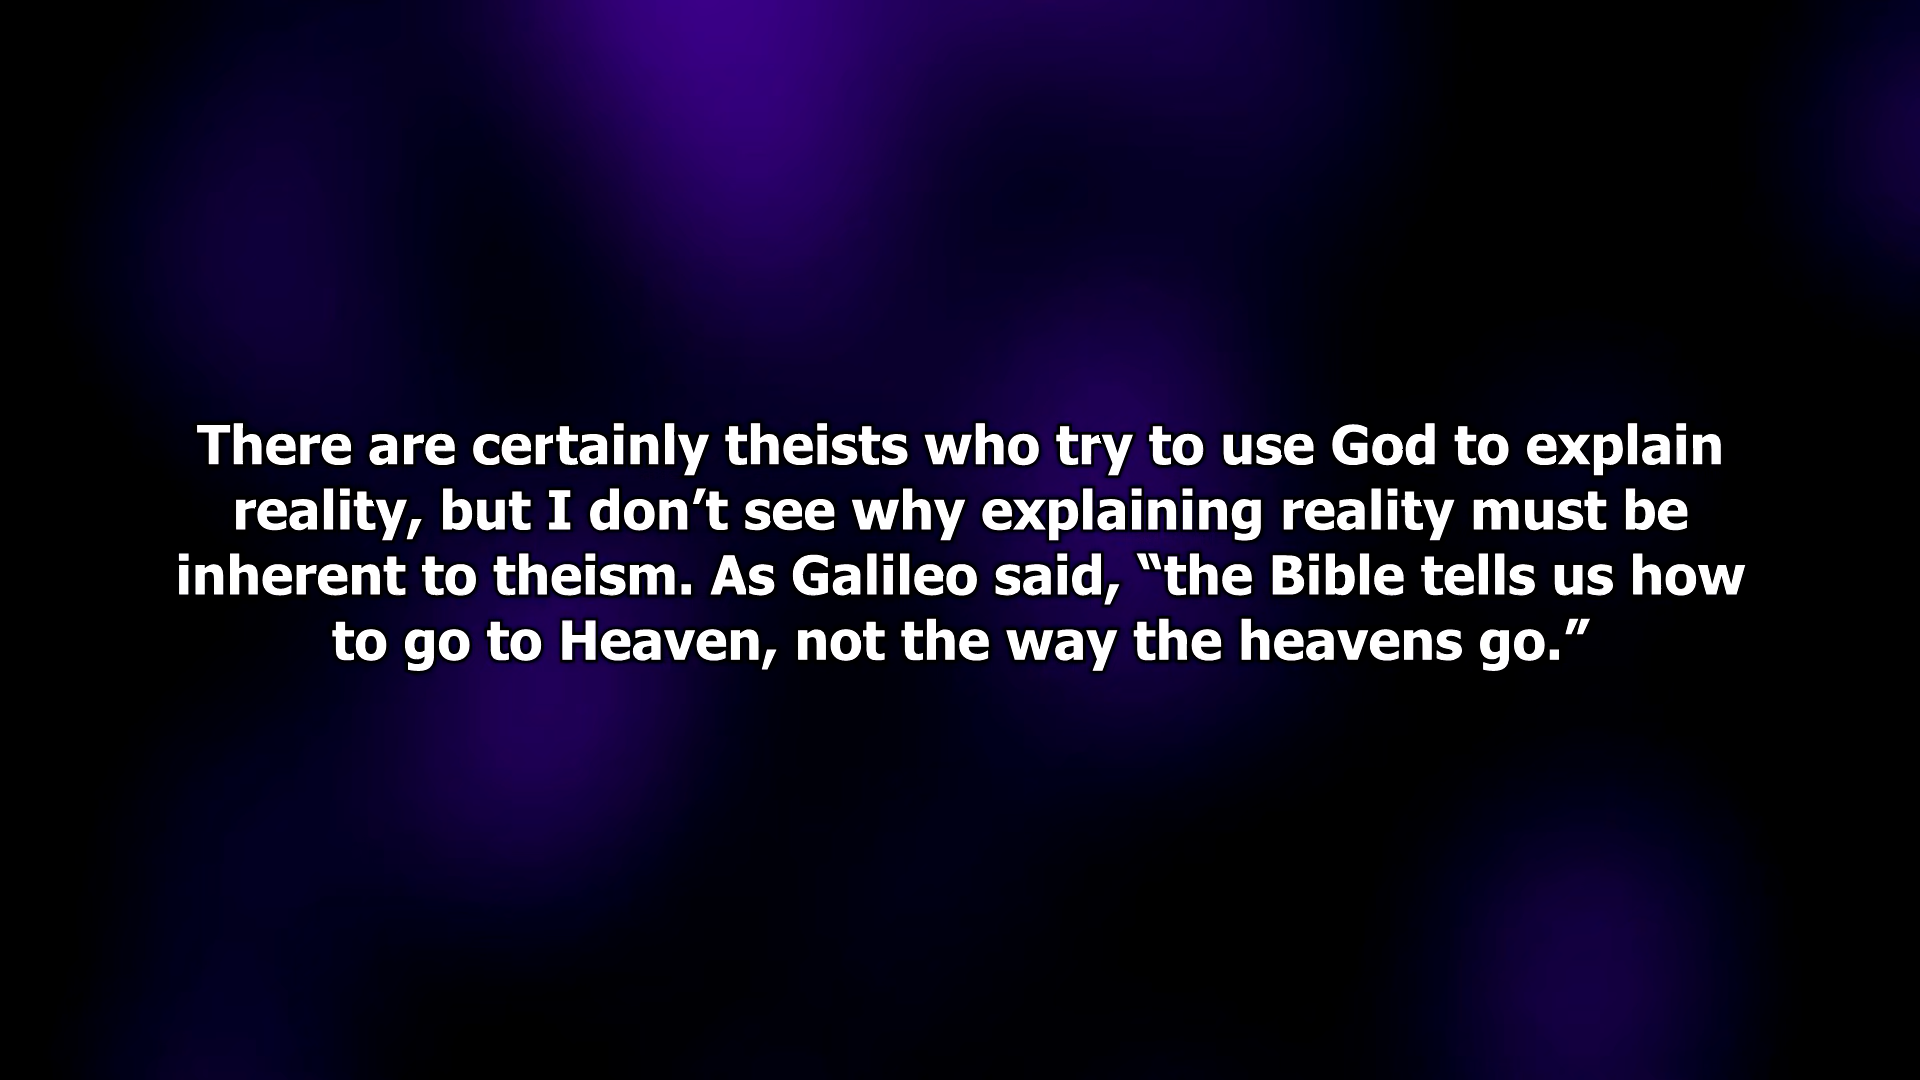 There are certainly theists who try to use God to explain
reality, but I don’t see why explaining reality must be
inherent to theism. As Galileo said, “the Bible tells us how
to go to Heaven, not the way the heavens go.”